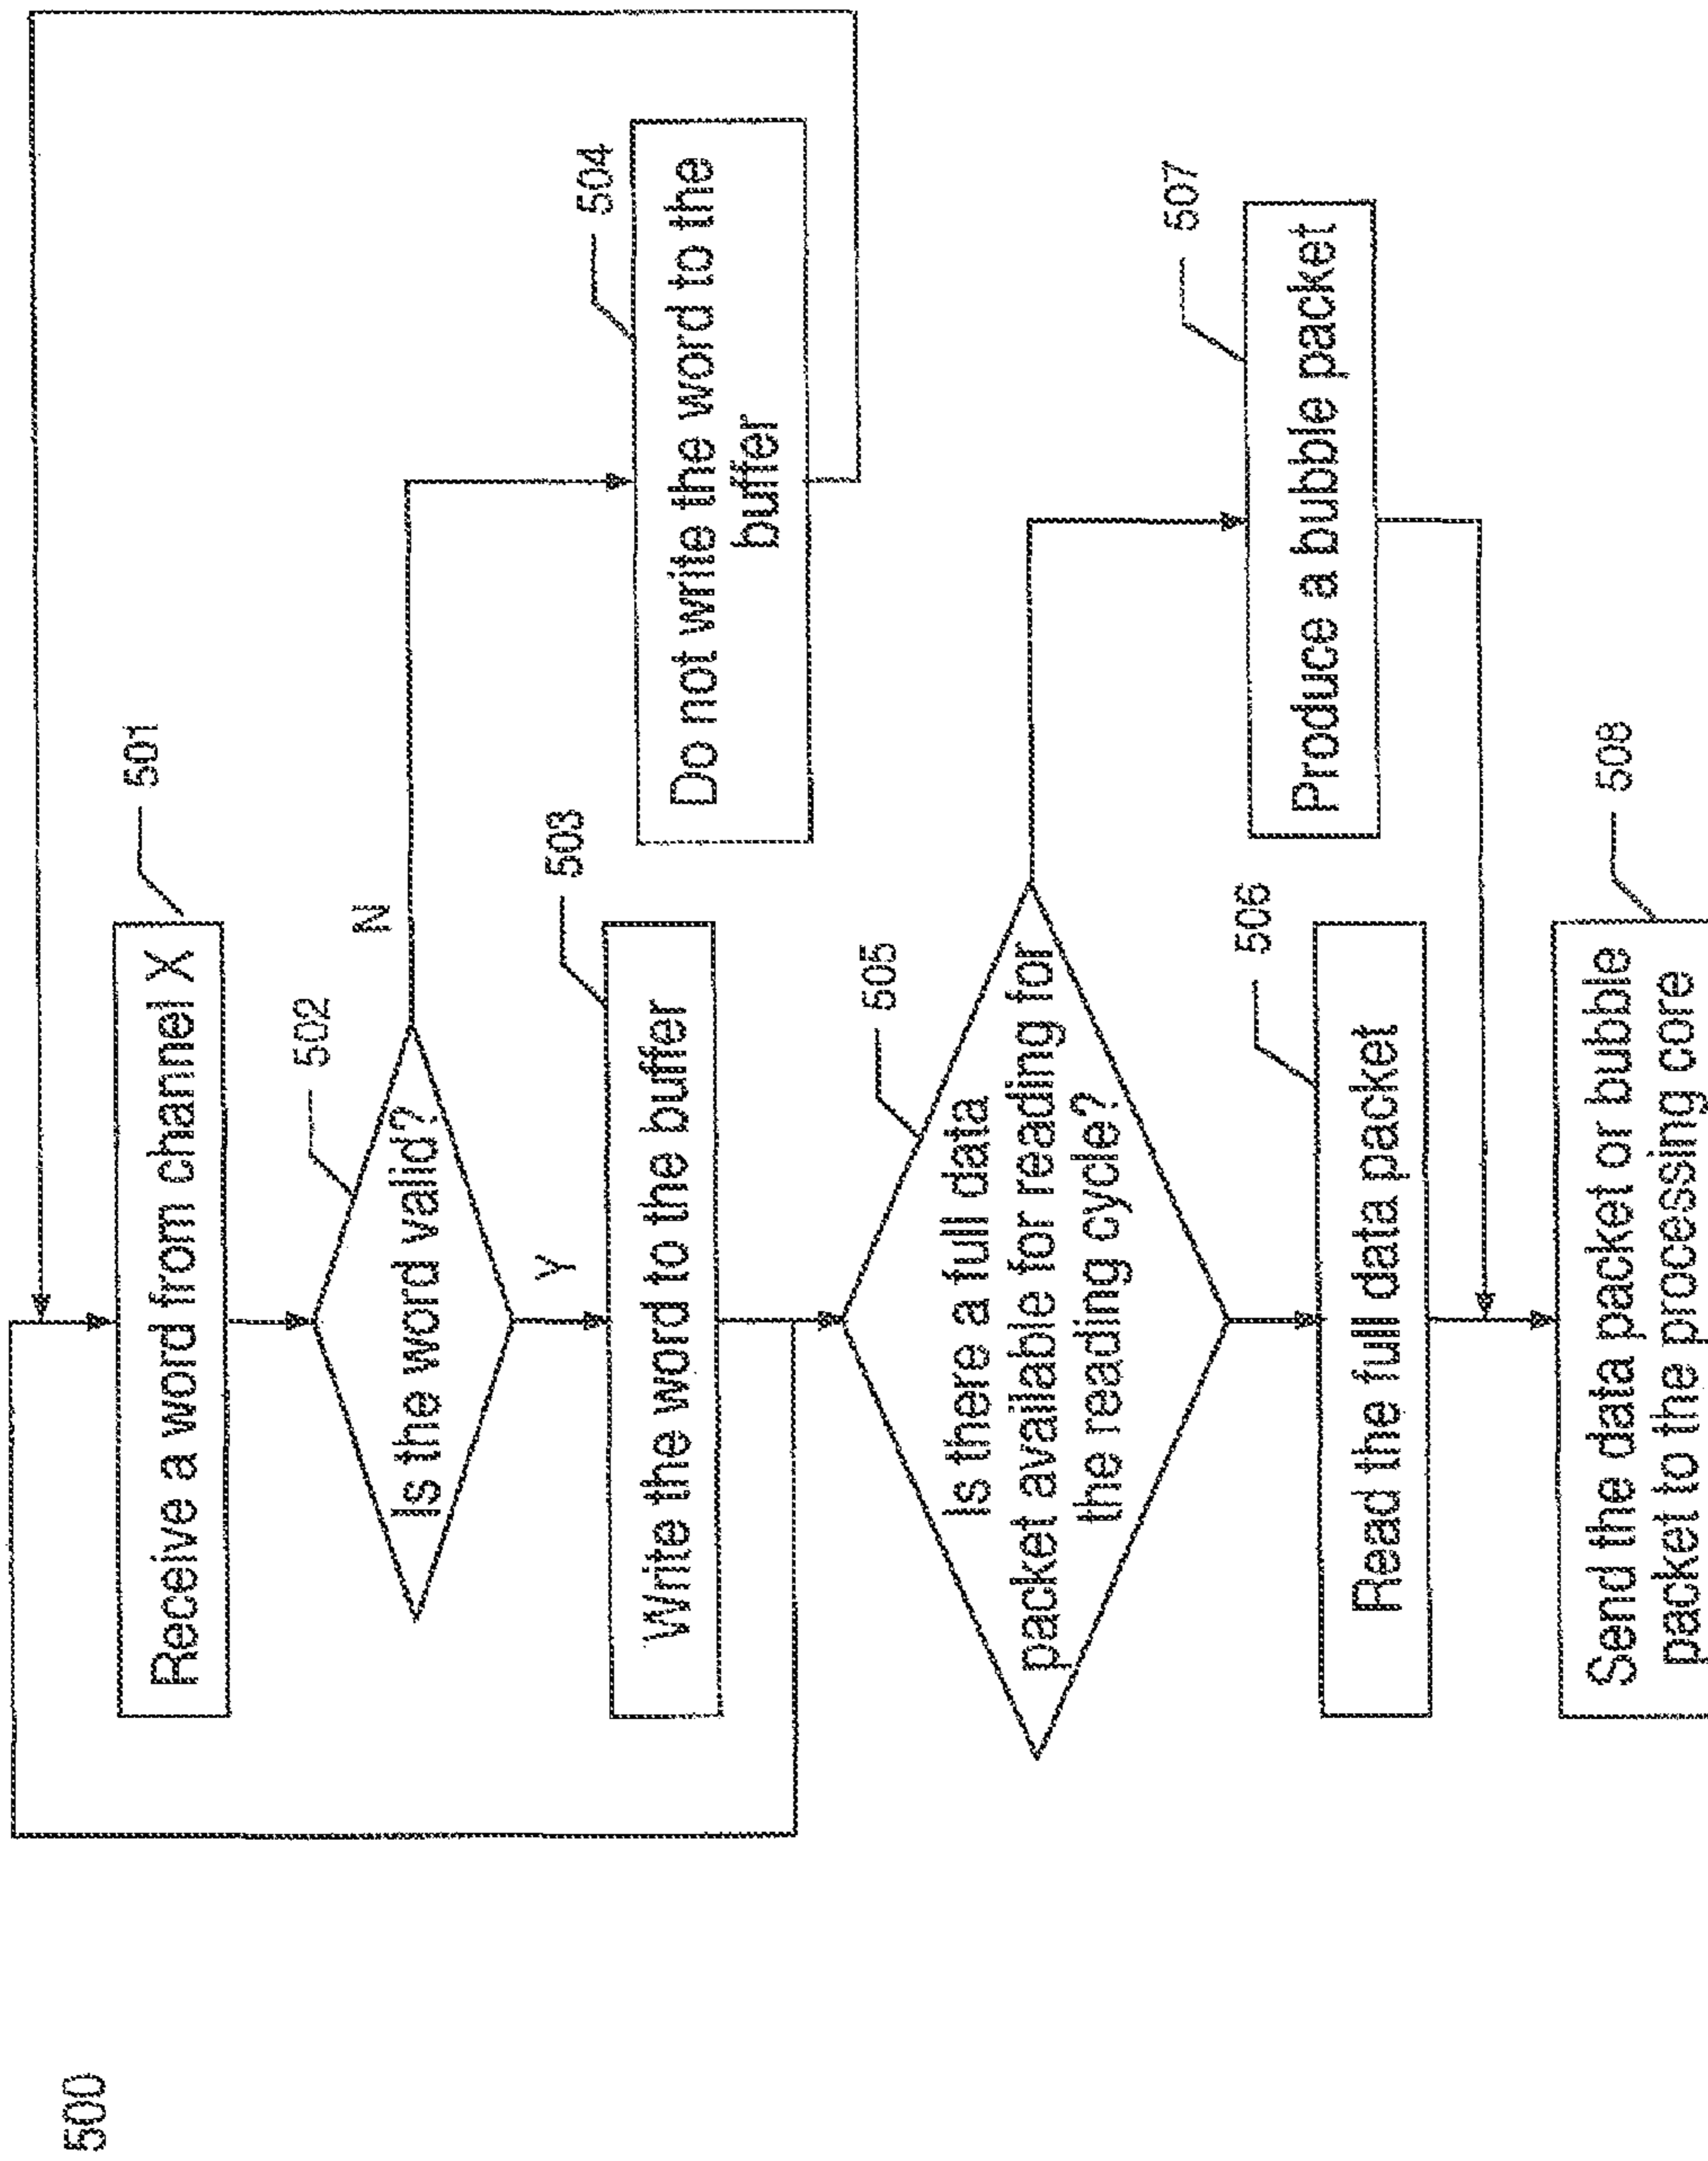 500
501
Receive a word from channel X
502
Is the word valid?
N
Y
503
Write the word to the buffer
504
Do not write the word to the
buffer
505
Is there a full data
packet available for reading for
the reading cycle?
506
Read the full data packet
507
Produce a bubble packet
508
Send the data packet or bubble
packet to the processing core